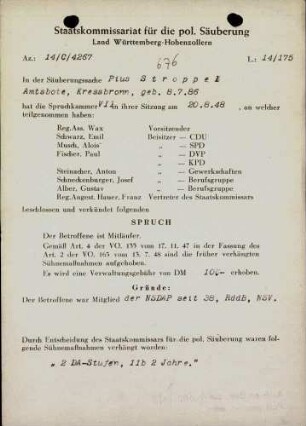 Staatskommissariat für die pol. Säuberung
Land Württemberg-Hohenzollern
Az.: 14/C/4267
676
L.: 14/175
In der Säuberungssache Pius Stroppel
Amtsbote, Kressbronn, geb. 8.7.86
hat die Spruchkammer VII in ihrer Sitzung am 20.8.48, an welcher
teilgenommen haben:
Reg.Ass. Wax Vorsitzender
Schwarz, Emil Beisitzer — CDU
Musch, Alois „ — SPD
Fischer, Paul „ — DVP
„ — KPD
Steinacher, Anton „ — Gewerkschaften
Schneckenburger, Josef „ — Berufsgruppe
Alber, Gustav „ — Berufsgruppe
Reg.August. Hauer, Franz Vertreter des Staatskommissars
beschlossen und verkündet folgenden
SPRUCH
Der Betroffene ist Mitläufer.
Gemäß Art. 4 der VO. 133 vom 17. 11. 47 in der Fassung des
Art. 2 der VO. 165 vom 13. 7. 48 sind die früher verhängten
Sühnemaßnahmen aufgehoben.
Es wird eine Verwaltungsgebühr von DM 10.- erhoben.
Gründe:
Der Betroffene war Mitglied der NSDAP seit 38, RddB, NSV.
Durch Entscheidung des Staatskommissars für die pol. Säuberung waren fol-
gende Sühnemaßnahmen verhängt worden:
„ 2 DA-Stufen, IIb 2 Jahre."